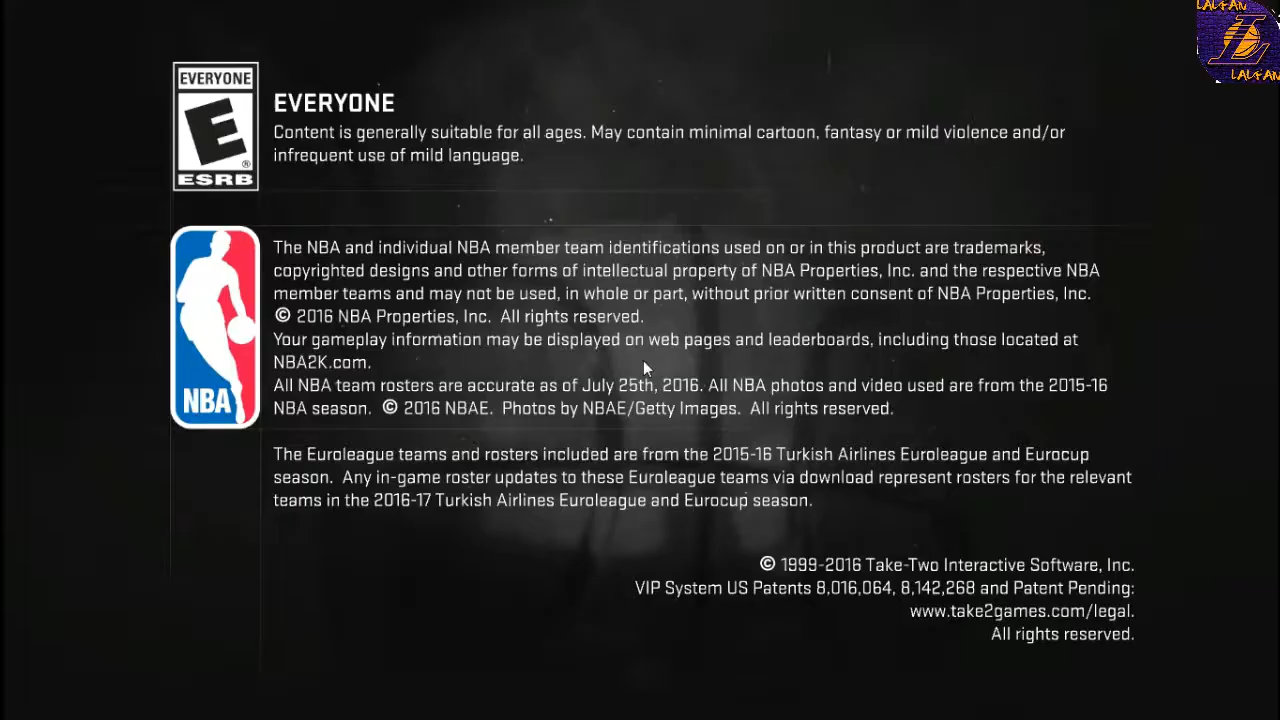 LALFAN
L
LALFAN
EVERYONE
E
®
ESRB
EVERYONE
Content is generally suitable for all ages. May contain minimal cartoon, fantasy or mild violence and/or
infrequent use of mild language.
NBA
The NBA and individual NBA member team identifications used on or in this product are trademarks,
copyrighted designs and other forms of intellectual property of NBA Properties, Inc. and the respective NBA
member teams and may not be used, in whole or part, without prior written consent of NBA Properties, Inc.
© 2016 NBA Properties, Inc. All rights reserved.
Your gameplay information may be displayed on web pages and leaderboards, including those located at
NBA2K.com.
All NBA team rosters are accurate as of July 25th, 2016. All NBA photos and video used are from the 2015-16
NBA season. © 2016 NBAE. Photos by NBAE/Getty Images. All rights reserved.
The Euroleague teams and rosters included are from the 2015-16 Turkish Airlines Euroleague and Eurocup
season. Any in-game roster updates to these Euroleague teams via download represent rosters for the relevant
teams in the 2016-17 Turkish Airlines Euroleague and Eurocup season.
© 1999-2016 Take-Two Interactive Software, Inc.
VIP System US Patents 8,016,064, 8,142,268 and Patent Pending:
www.take2games.com/legal.
All rights reserved.